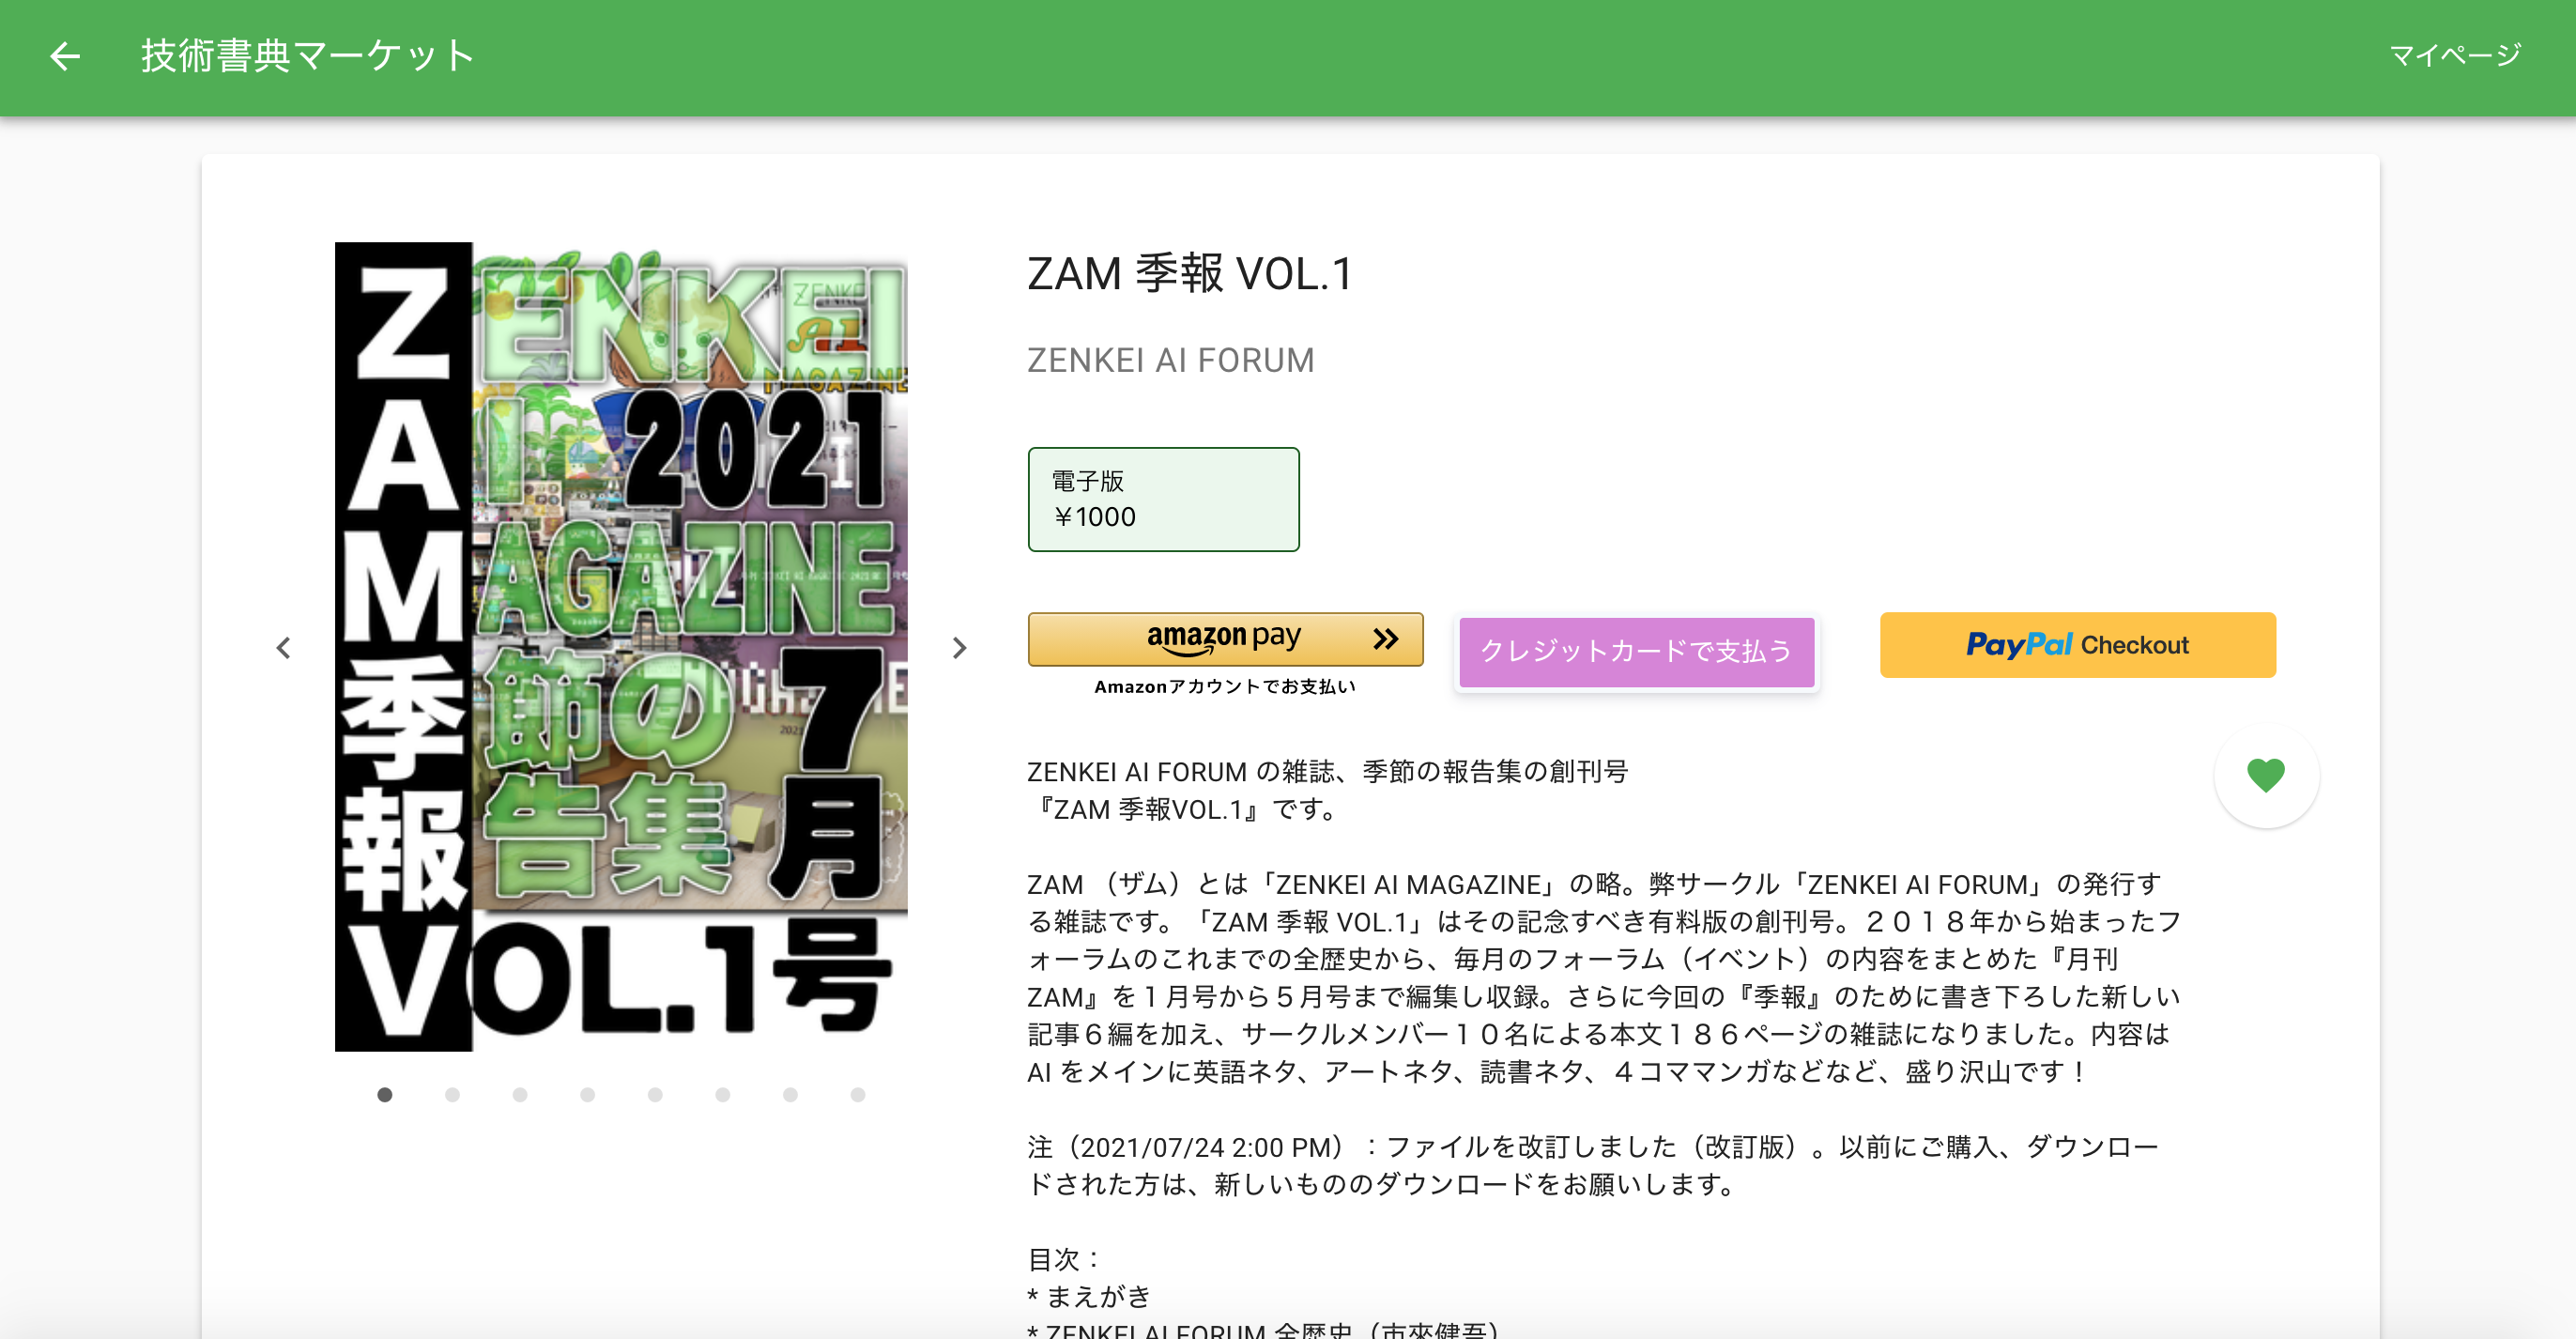 技術書典マーケット
マイページ
ZENKEI
AI 2021
MAGAZINE
季節の 7
報告集 月
ZAM季報VOL.1号
ZAM 季報 VOL.1
ZENKEI AI FORUM
電子版
￥1000
amazon pay
Amazonアカウントでお支払い
クレジットカードで支払う
PayPal Checkout
ZENKEI AI FORUM の雑誌、季節の報告集の創刊号
『ZAM 季報VOL.1』です。
ZAM （ザム）とは「ZENKEI AI MAGAZINE」の略。弊サークル「ZENKEI AI FORUM」の発行す
る雑誌です。「ZAM 季報 VOL.1」はその記念すべき有料版の創刊号。２０１８年から始まったフ
ォーラムのこれまでの全歴史から、毎月のフォーラム（イベント）の内容をまとめた『月刊
ZAM』を１月号から５月号まで編集し収録。さらに今回の『季報』のために書き下ろした新しい
記事６編を加え、サークルメンバー１０名による本文１８６ページの雑誌になりました。内容は
AI をメインに英語ネタ、アートネタ、読書ネタ、４コママンガなどなど、盛り沢山です！
注（2021/07/24 2:00 PM）：ファイルを改訂しました（改訂版）。以前にご購入、ダウンロー
ドされた方は、新しいもののダウンロードをお願いします。
目次：
* まえがき
* ZENKEI AI FORUM 全歴史（市來健吾）